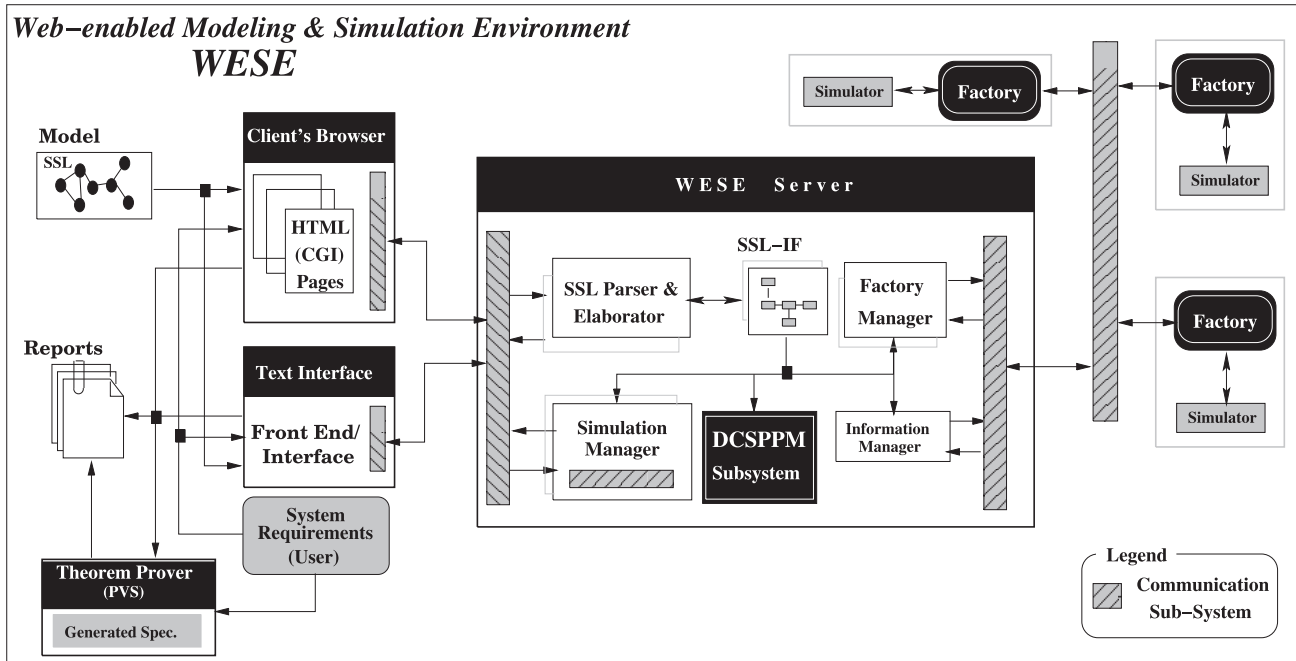 Web–enabled Modeling & Simulation Environment
WESE
Model
SSL
Client's Browser
HTML
(CGI)
Pages
Reports
Text Interface
Front End/
Interface
System
Requirements
(User)
Theorem Prover
(PVS)
Generated Spec.
WESE Server
SSL–IF
SSL Parser &
Elaborator
Factory
Manager
Simulation
Manager
DCSPPM
Subsystem
Information
Manager
Simulator
Factory
Factory
Simulator
Factory
Simulator
Legend
Communication
Sub–System